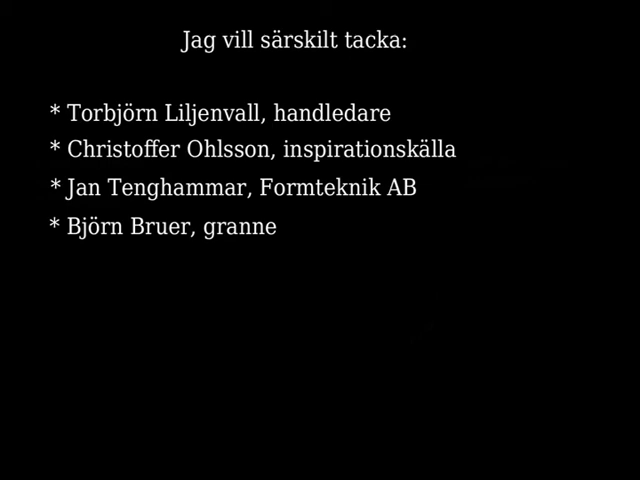 Jag vill särskilt tacka:
* Torbjörn Liljenvall, handledare
* Christoffer Ohlsson, inspirationskälla
* Jan Tenghammar, Formteknik AB
* Björn Bruer, granne